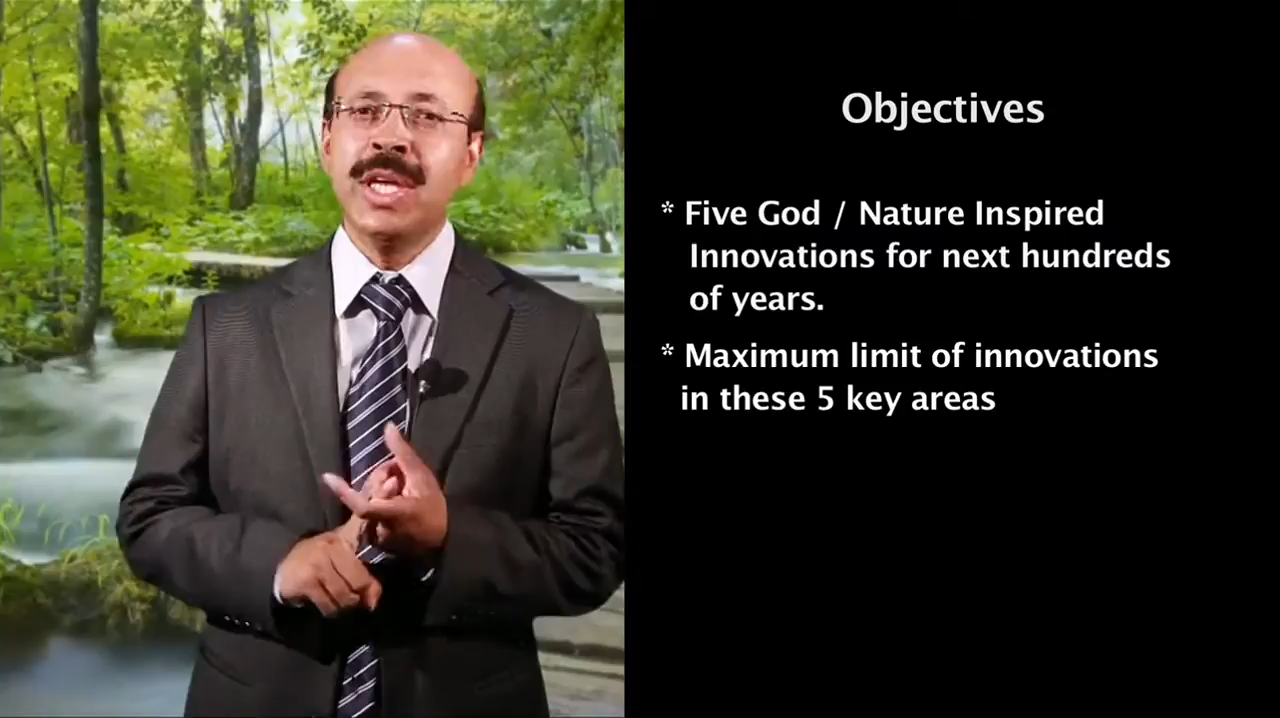 Objectives
* Five God / Nature Inspired
Innovations for next hundreds
of years.
* Maximum limit of innovations
in these 5 key areas